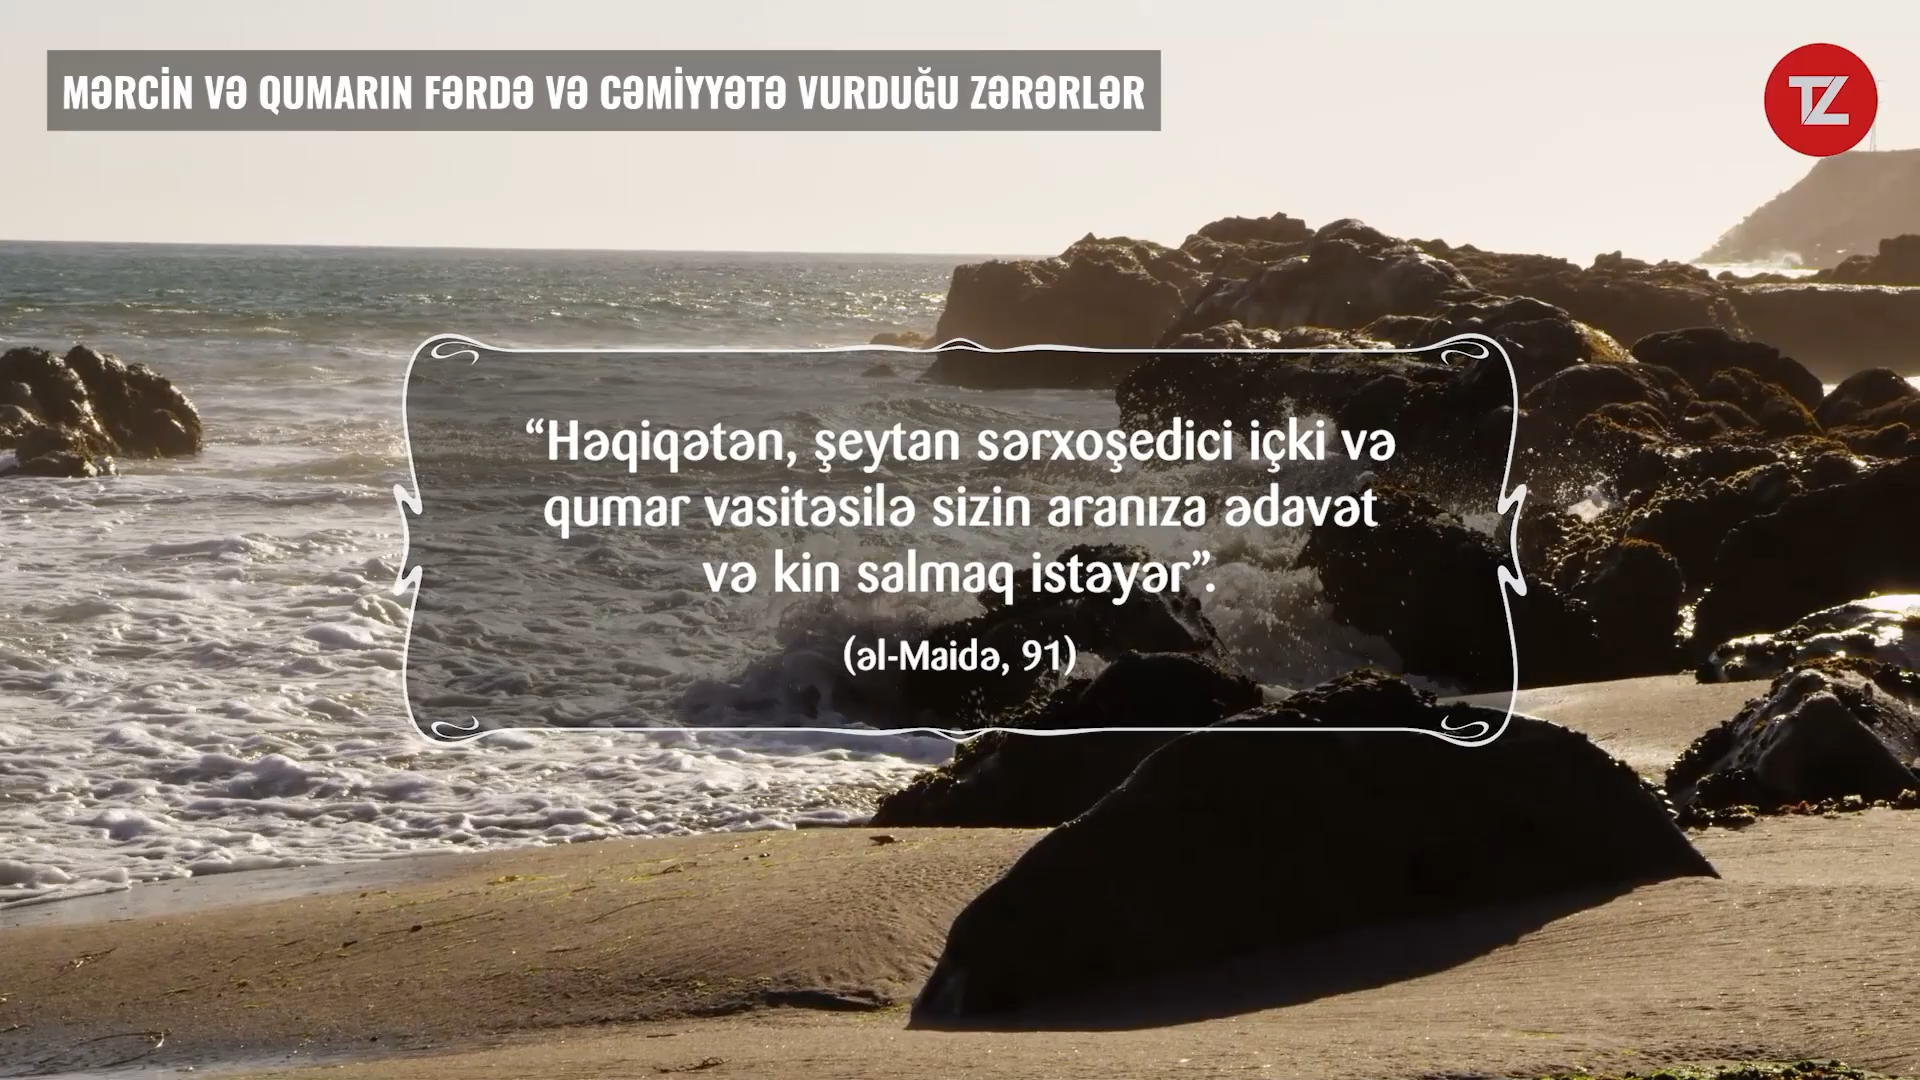 MƏRCİN VƏ QUMARIN FƏRDƏ VƏ CƏMİYYƏTƏ VURDUĞU ZƏRƏRLƏR
TZ
“Həqiqətən, şeytan sərxoşedici içki və
qumar vasitəsilə sizin aranıza ədavət
və kin salmaq istəyər”.
(əl-Maidə, 91)